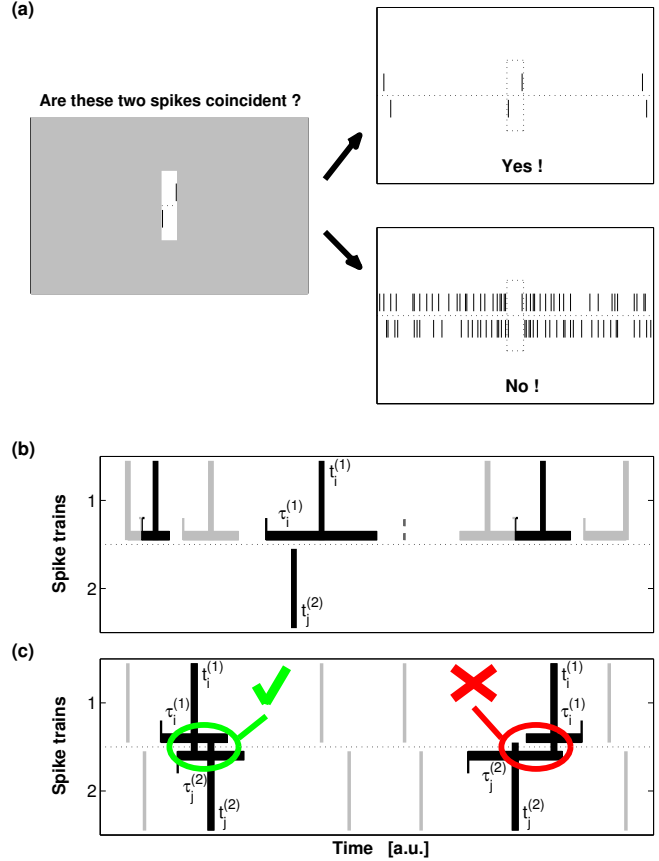 (a)
Are these two spikes coincident ?
Yes !
No !
(b)
Spike trains
1
2
t_i^(1)
τ_i^(1)
t_j^(2)
(c)
Spike trains
1
2
t_i^(1)
τ_i^(1)
τ_j^(2)
t_j^(2)
t_i^(1)
τ_i^(1)
τ_j^(2)
t_j^(2)
Time [a.u.]